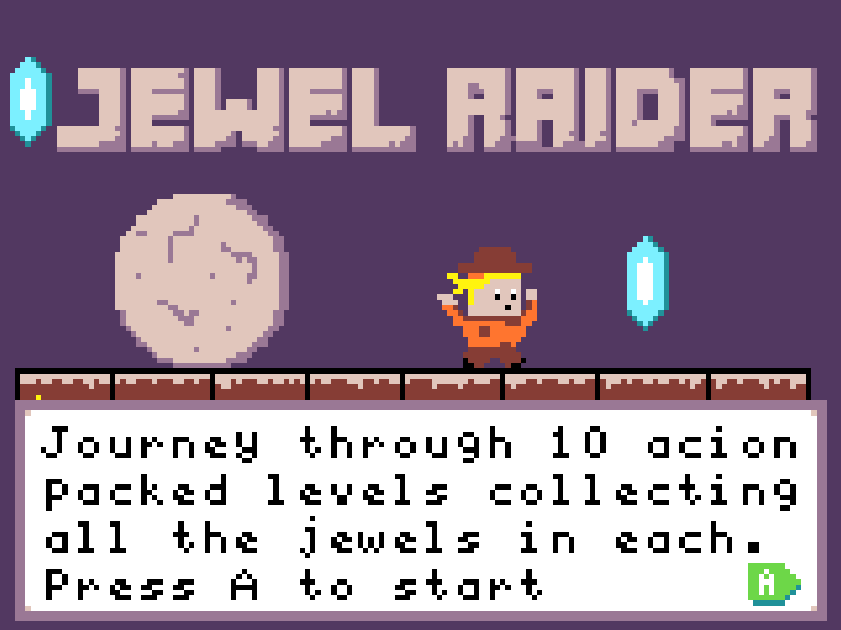 JEWEL RAIDER
Journey through 10 acion
packed levels collecting
all the jewels in each.
Press A to start
A